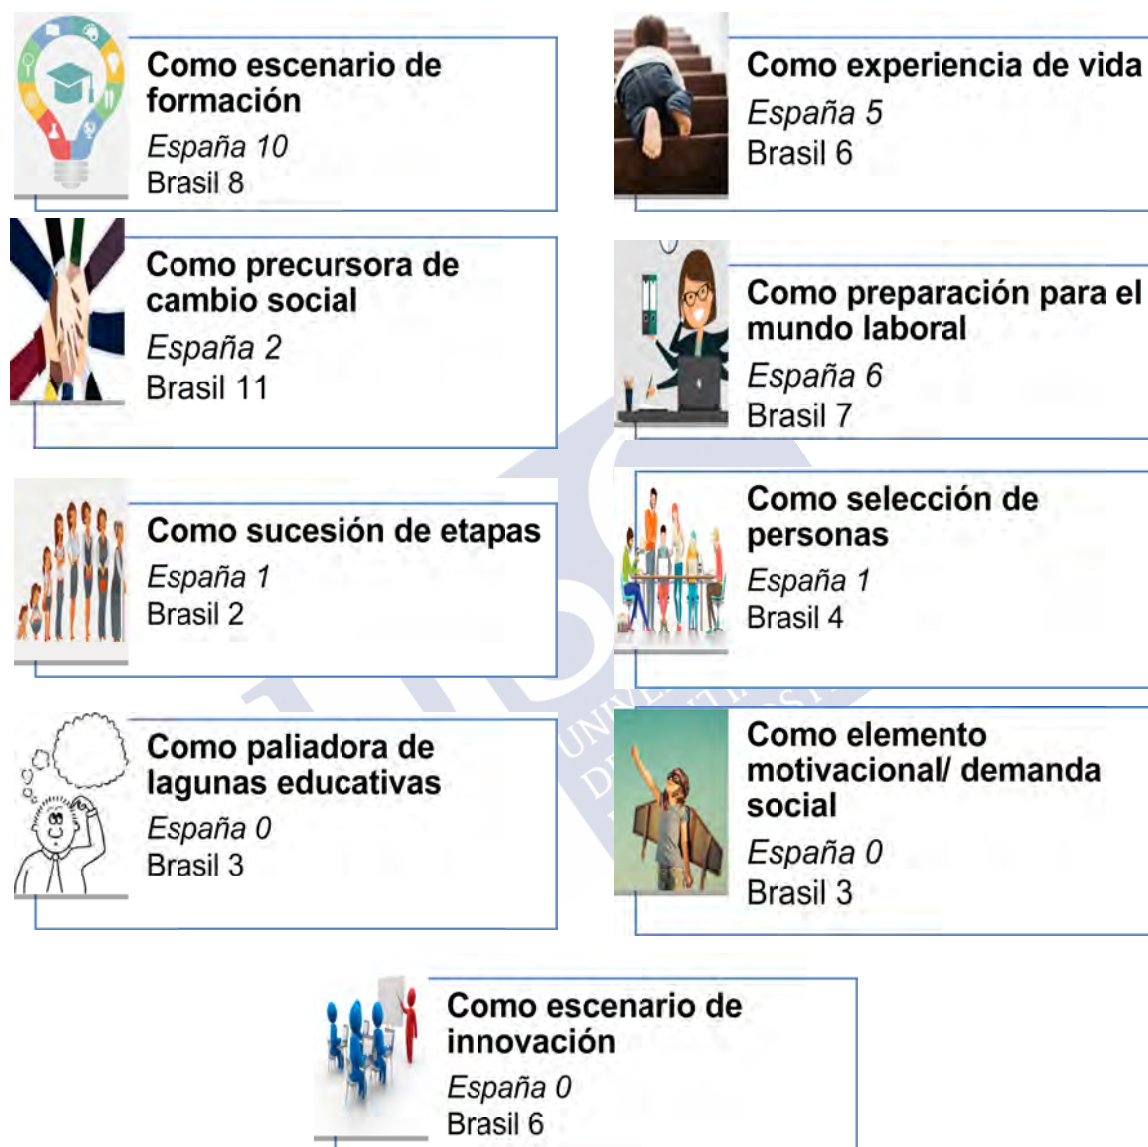 Como escenario de
formación
España 10
Brasil 8
Como experiencia de vida
España 5
Brasil 6
Como precursora de
cambio social
España 2
Brasil 11
Como preparación para el
mundo laboral
España 6
Brasil 7
Como sucesión de etapas
España 1
Brasil 2
Como selección de
personas
España 1
Brasil 4
Como paliadora de
lagunas educativas
España 0
Brasil 3
Como elemento
motivacional/ demanda
social
España 0
Brasil 3
Como escenario de
innovación
España 0
Brasil 6